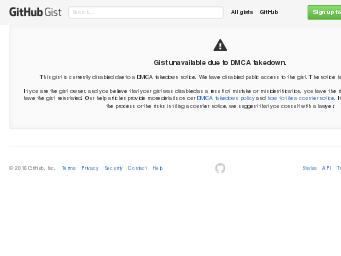 GitHub Gist Search... All gists GitHub Sign up to
Gist unavailable due to DMCA takedown.
This gist is currently disabled due to a DMCA takedown notice. We have disabled public access to the gist. The notice
If you are the gist owner, and you believe that your gist was disabled as a result of mistake or misidentification, you have the
have the gist reinstated. Our help articles provide more details on our DMCA takedown policy and how to file a counter notice. If
the process or the risks in filing a counter notice, we suggest that you consult with a lawyer.
© 2016 GitHub, Inc. Terms Privacy Security Contact Help Status API